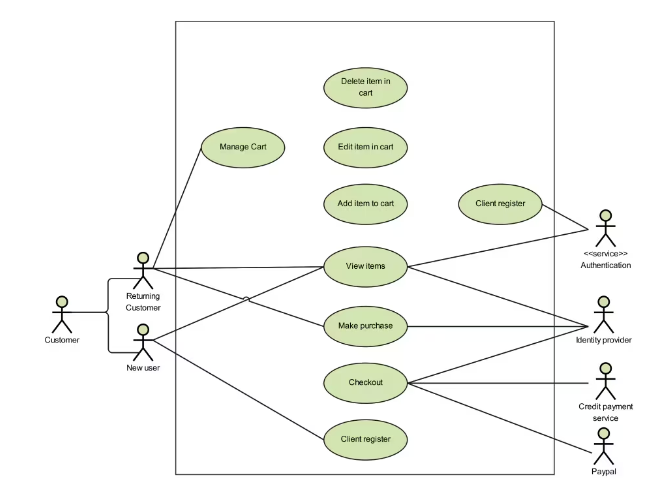 Delete item in
cart
Manage Cart
Edit item in cart
Add item to cart
Client register
<<service>>
Authentication
View items
Returning
Customer
Customer
Make purchase
Identity provider
New user
Checkout
Credit payment
service
Client register
Paypal